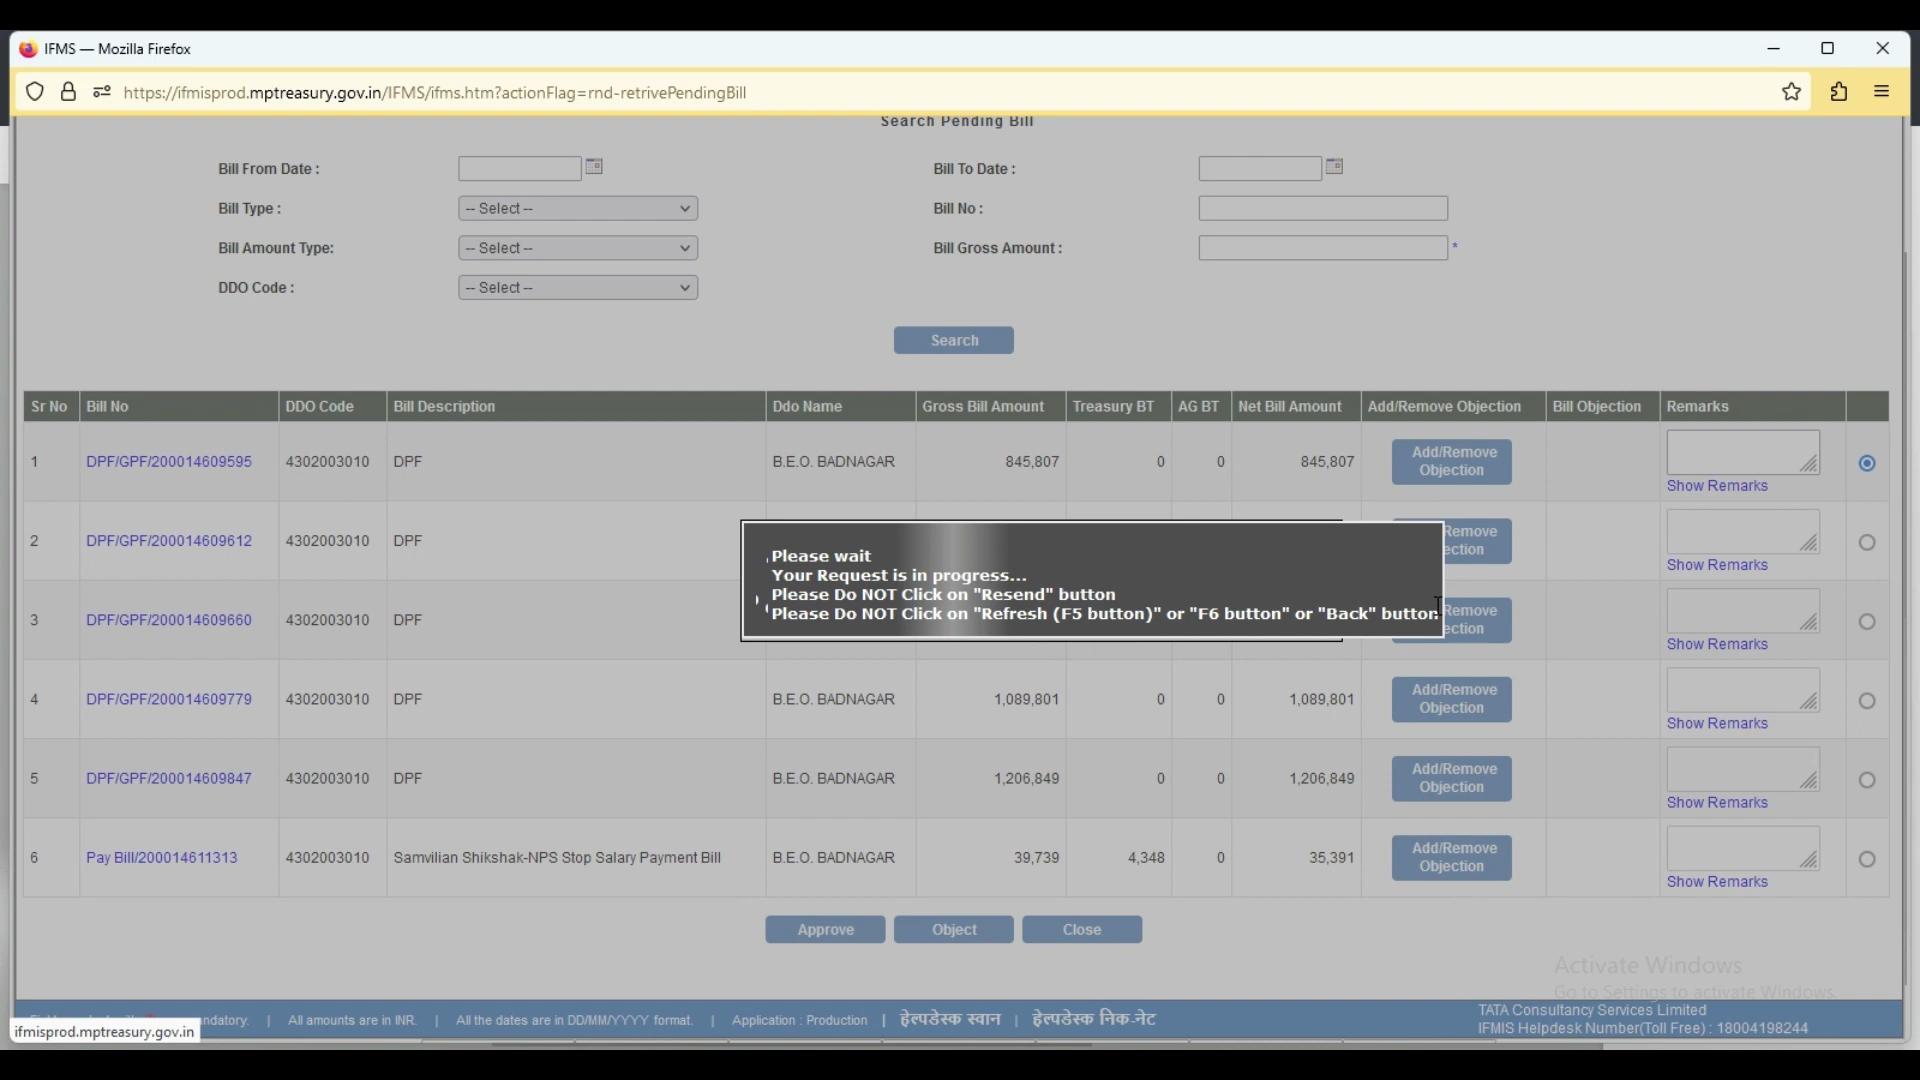 IFMS — Mozilla Firefox
https://ifmisprod.mptreasury.gov.in/IFMS/ifms.htm?actionFlag=rnd-retrivePendingBill
Search Pending Bill
Bill From Date :
Bill To Date :
Bill Type :
-- Select --
Bill No :
Bill Amount Type:
-- Select --
Bill Gross Amount :
*
DDO Code :
-- Select --
Search
Sr No Bill No DDO Code Bill Description Ddo Name Gross Bill Amount Treasury BT AG BT Net Bill Amount Add/Remove Objection Bill Objection Remarks
1 DPF/GPF/200014609595 4302003010 DPF B.E.O. BADNAGAR 845,807 0 0 845,807 Add/Remove Objection Show Remarks
2 DPF/GPF/200014609612 4302003010 DPF Show Remarks
3 DPF/GPF/200014609660 4302003010 DPF Show Remarks
Please wait
Your Request is in progress...
Please Do NOT Click on "Resend" button
Please Do NOT Click on "Refresh (F5 button)" or "F6 button" or "Back" button
4 DPF/GPF/200014609779 4302003010 DPF B.E.O. BADNAGAR 1,089,801 0 0 1,089,801 Add/Remove Objection Show Remarks
5 DPF/GPF/200014609847 4302003010 DPF B.E.O. BADNAGAR 1,206,849 0 0 1,206,849 Add/Remove Objection Show Remarks
6 Pay Bill/200014611313 4302003010 Samvilian Shikshak-NPS Stop Salary Payment Bill B.E.O. BADNAGAR 39,739 4,348 0 35,391 Add/Remove Objection Show Remarks
Approve Object Close
Activate Windows
Go to Settings to activate Windows.
| All amounts are in INR. | All the dates are in DD/MM/YYYY format. | Application : Production | हेल्पडेस्क स्वान | हेल्पडेस्क निक-नेट
TATA Consultancy Services Limited
IFMIS Helpdesk Number(Toll Free) : 18004198244
ifmisprod.mptreasury.gov.in